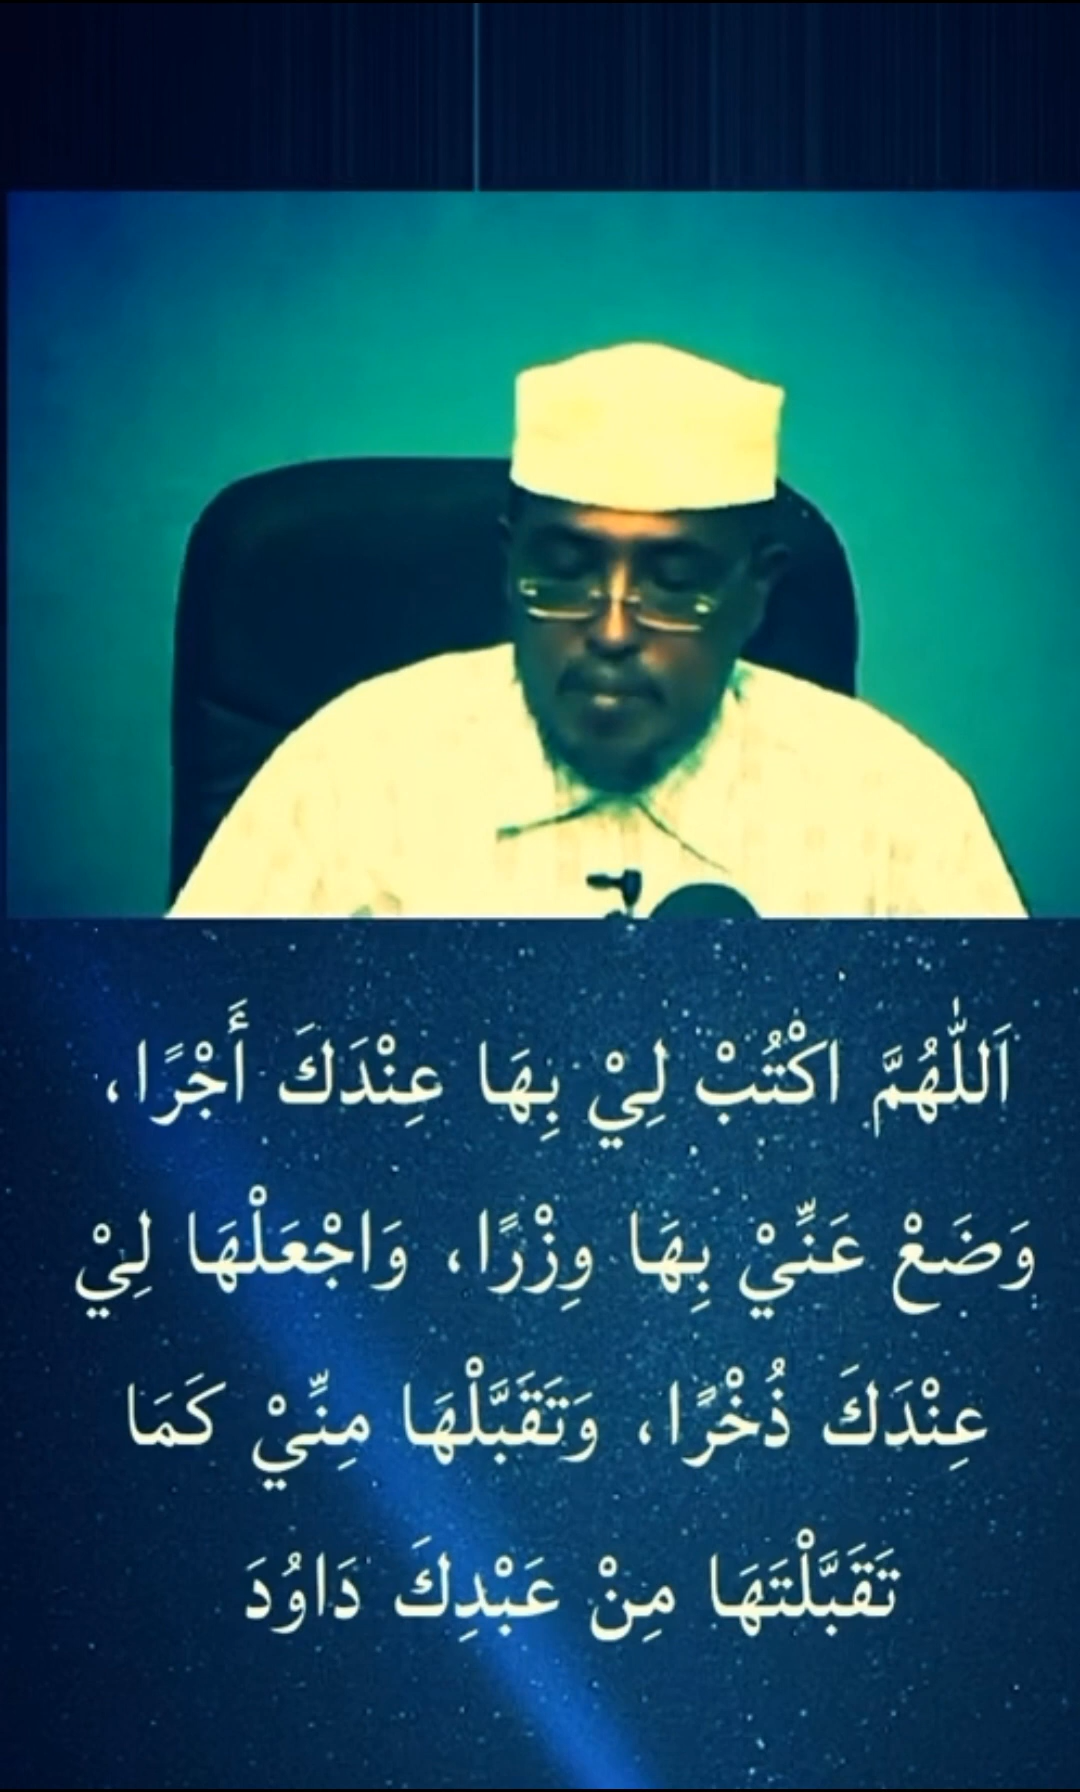 اَللّٰهُمَّ اكْتُبْ لِيْ بِهَا عِنْدَكَ أَجْرًا،
وَضَعْ عَنِّيْ بِهَا وِزْرًا، وَاجْعَلْهَا لِيْ
عِنْدَكَ ذُخْرًا، وَتَقَبَّلْهَا مِنِّيْ كَمَا
تَقَبَّلْتَهَا مِنْ عَبْدِكَ دَاوُدَ